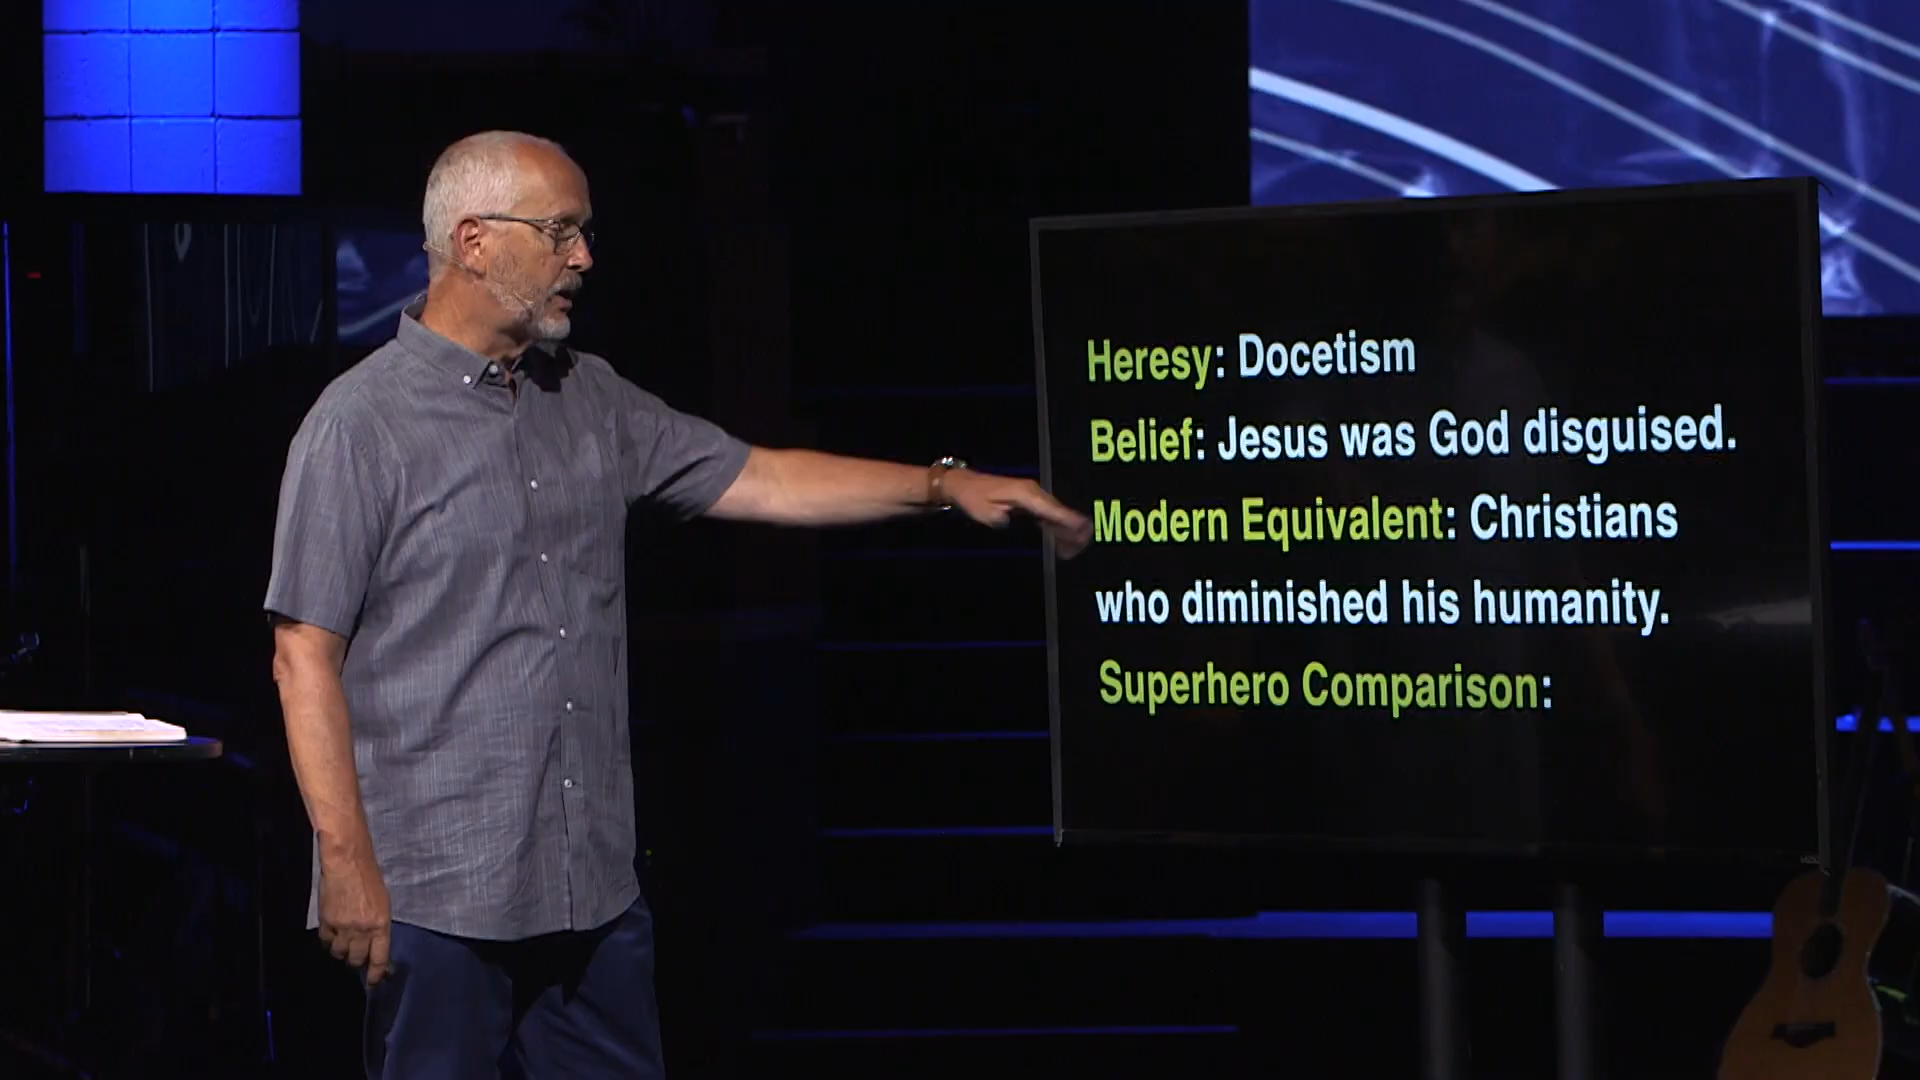 Heresy: Docetism
Belief: Jesus was God disguised.
Modern Equivalent: Christians
who diminished his humanity.
Superhero Comparison: